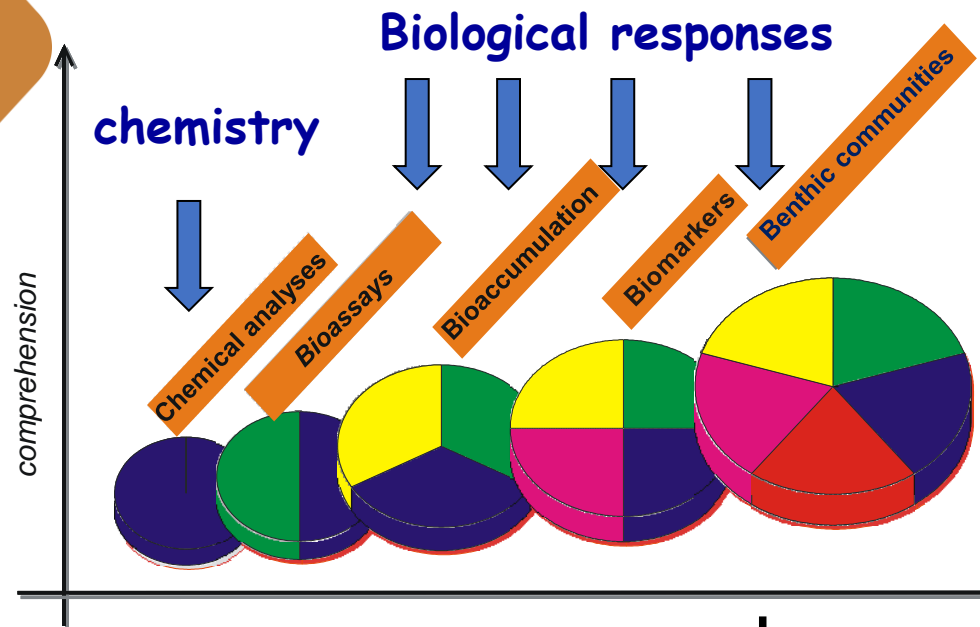 Biological responses
chemistry
Chemical analyses
Bioassays
Bioaccumulation
Biomarkers
Benthic communities
comprehension